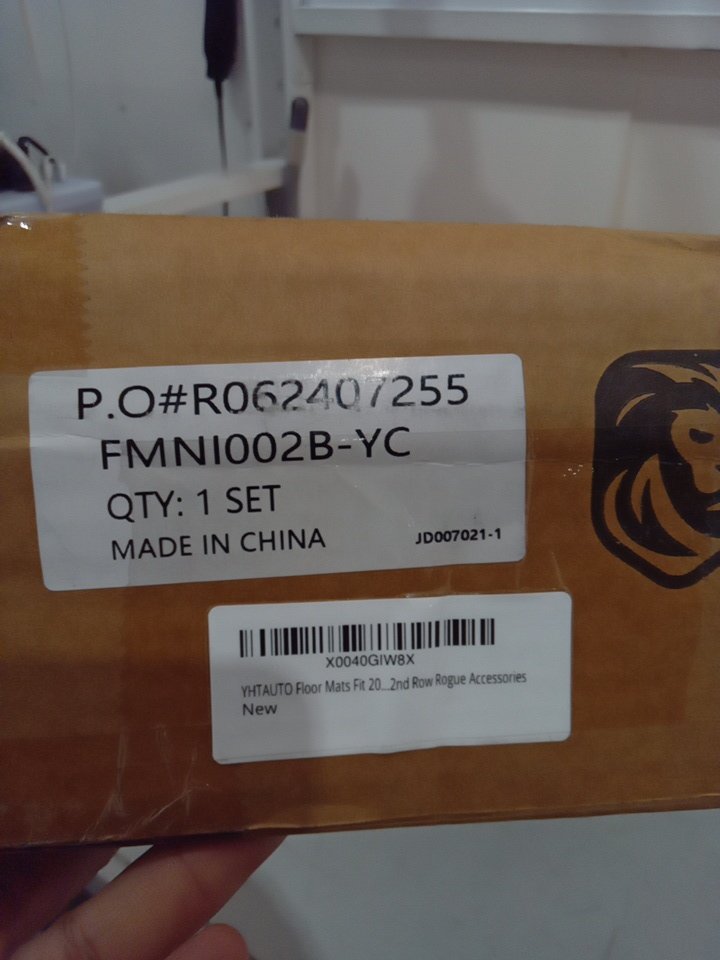 P.O#R062407255
FMNI002B-YC
QTY: 1 SET
MADE IN CHINA
JD007021-1
X0040GIW8X
YHTAUTO Floor Mats Fit 20...2nd Row Rogue Accessories
New